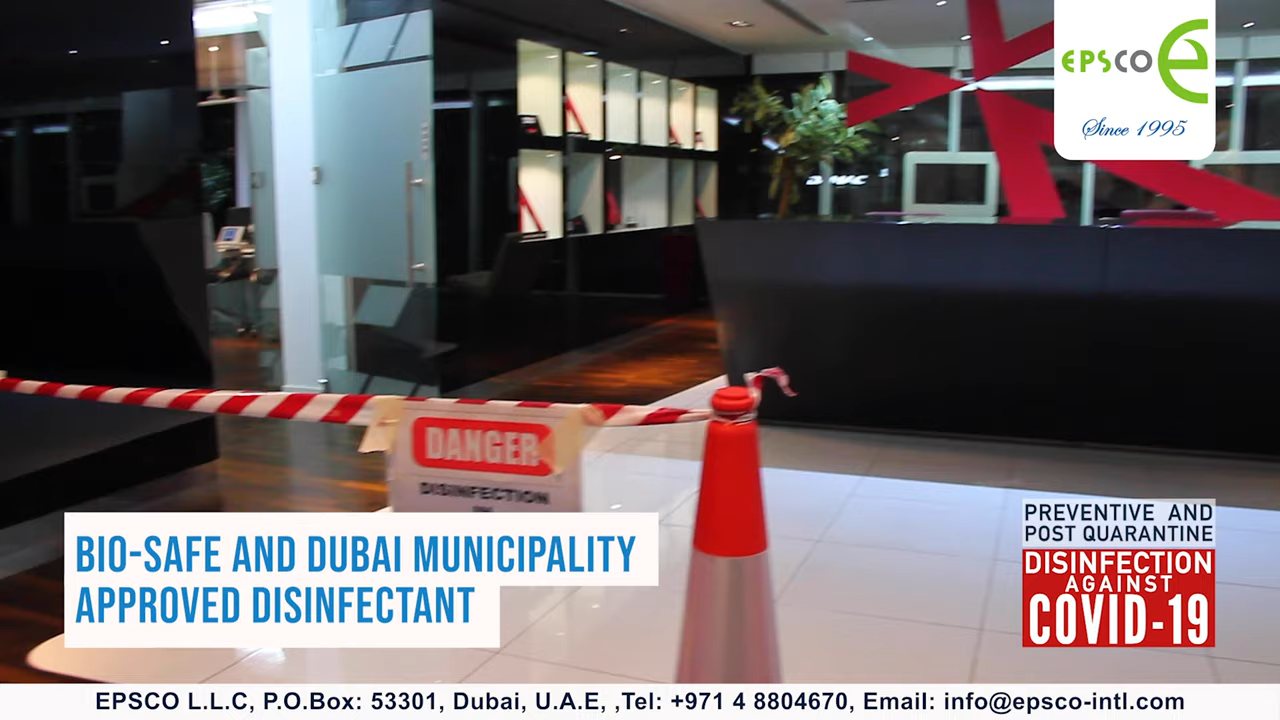 EPSCO
Since 1995
DANGER
DISINFECTION
BIO-SAFE AND DUBAI MUNICIPALITY
APPROVED DISINFECTANT
PREVENTIVE AND
POST QUARANTINE
DISINFECTION
AGAINST
COVID-19
EPSCO L.L.C, P.O.Box: 53301, Dubai, U.A.E, ,Tel: +971 4 8804670, Email: info@epsco-intl.com